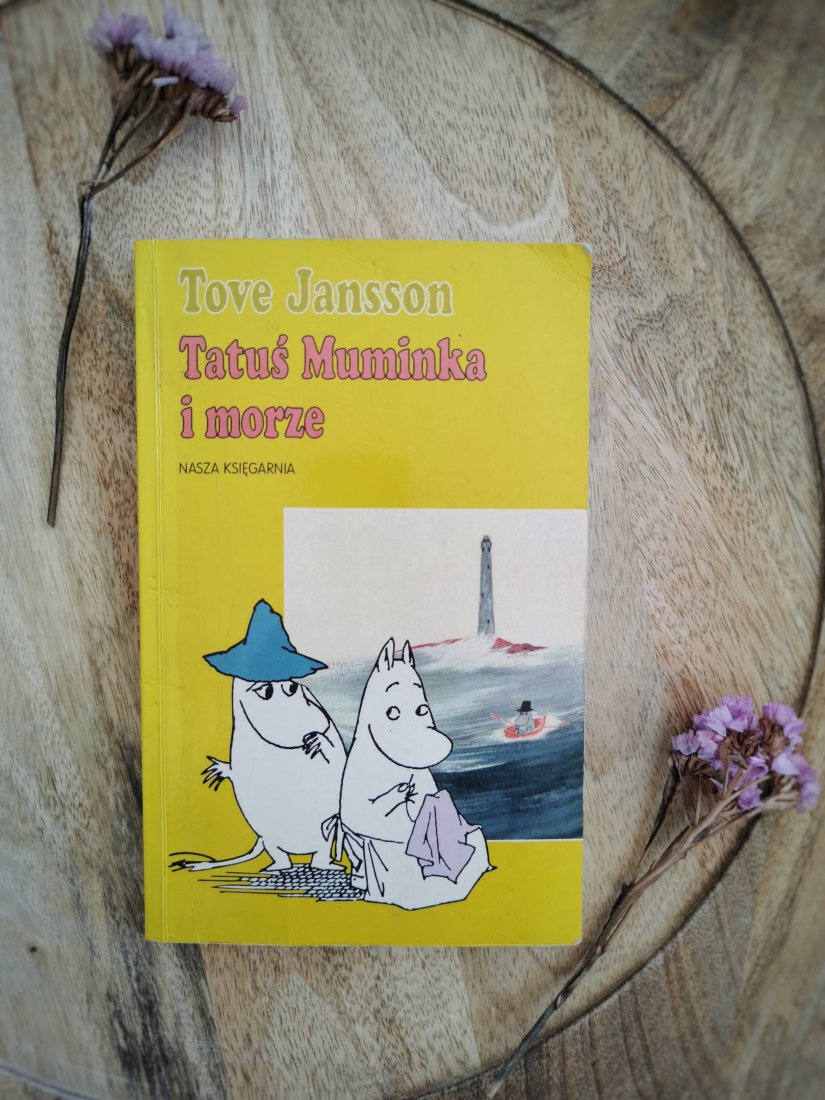 Tove Jansson
Tatuś Muminka
i morze
NASZA KSIĘGARNIA